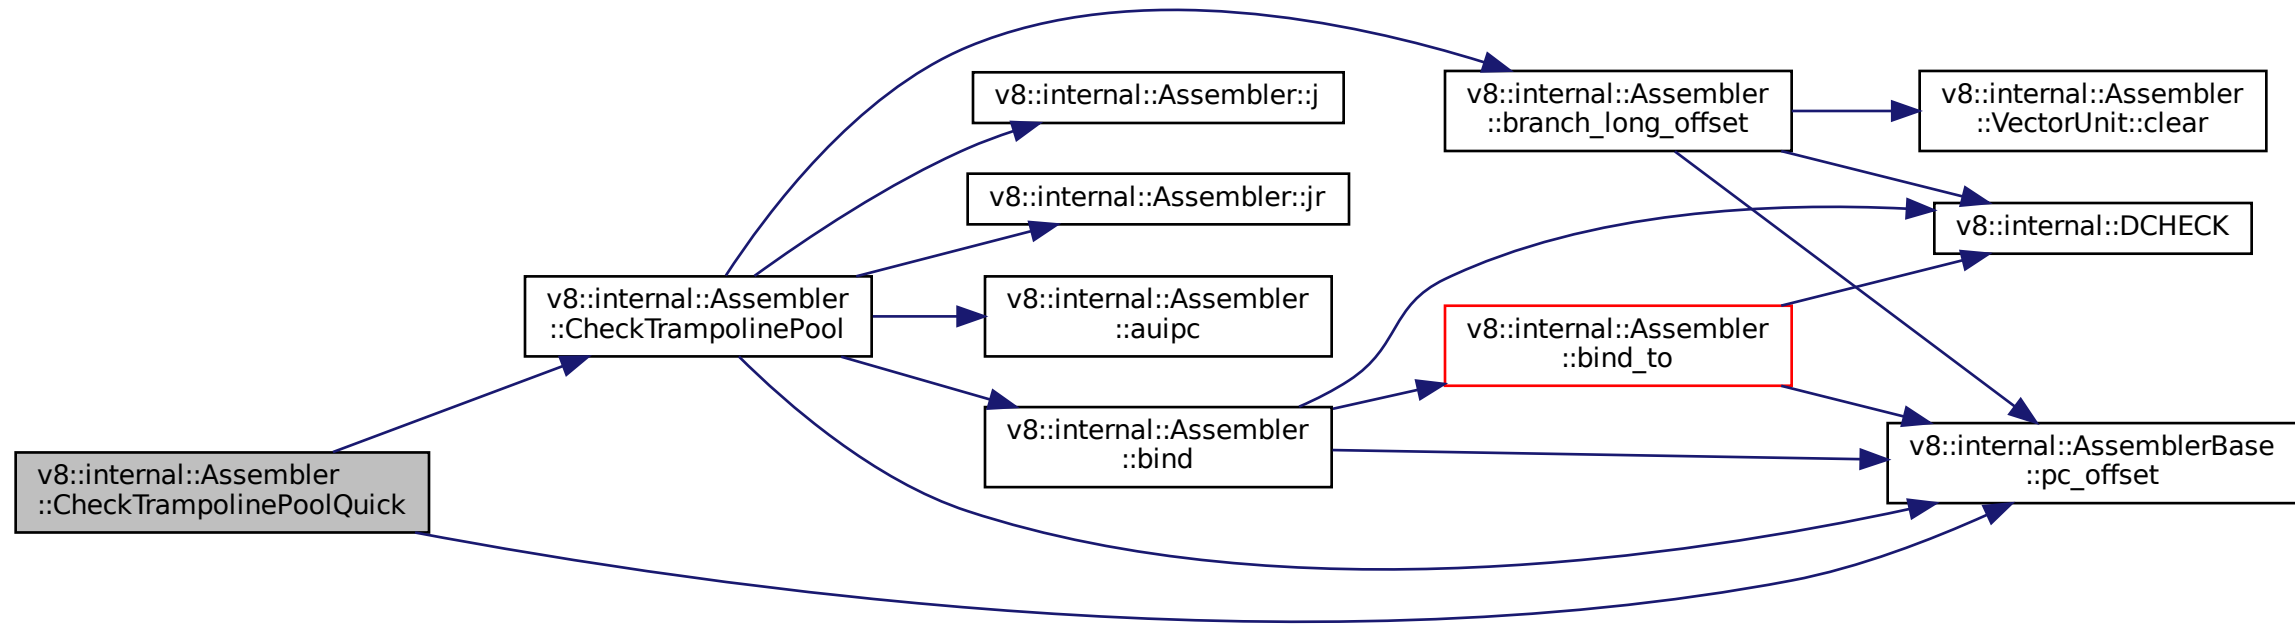 v8::internal::Assembler
::CheckTrampolinePoolQuick
v8::internal::Assembler
::CheckTrampolinePool
v8::internal::Assembler::j
v8::internal::Assembler::jr
v8::internal::Assembler
::auipc
v8::internal::Assembler
::bind
v8::internal::Assembler
::branch_long_offset
v8::internal::Assembler
::bind_to
v8::internal::Assembler
::VectorUnit::clear
v8::internal::DCHECK
v8::internal::AssemblerBase
::pc_offset